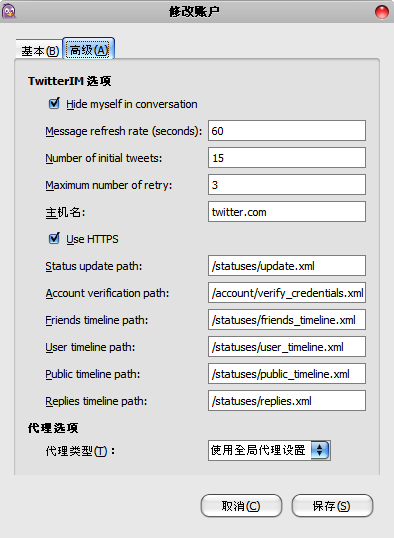 修改账户
基本(B) 高级(A)
TwitterIM 选项
Hide myself in conversation
Message refresh rate (seconds): 60
Number of initial tweets: 15
Maximum number of retry: 3
主机名: twitter.com
Use HTTPS
Status update path: /statuses/update.xml
Account verification path: /account/verify_credentials.xml
Friends timeline path: /statuses/friends_timeline.xml
User timeline path: /statuses/user_timeline.xml
Public timeline path: /statuses/public_timeline.xml
Replies timeline path: /statuses/replies.xml
代理选项
代理类型(T)： 使用全局代理设置
取消(C) 保存(S)